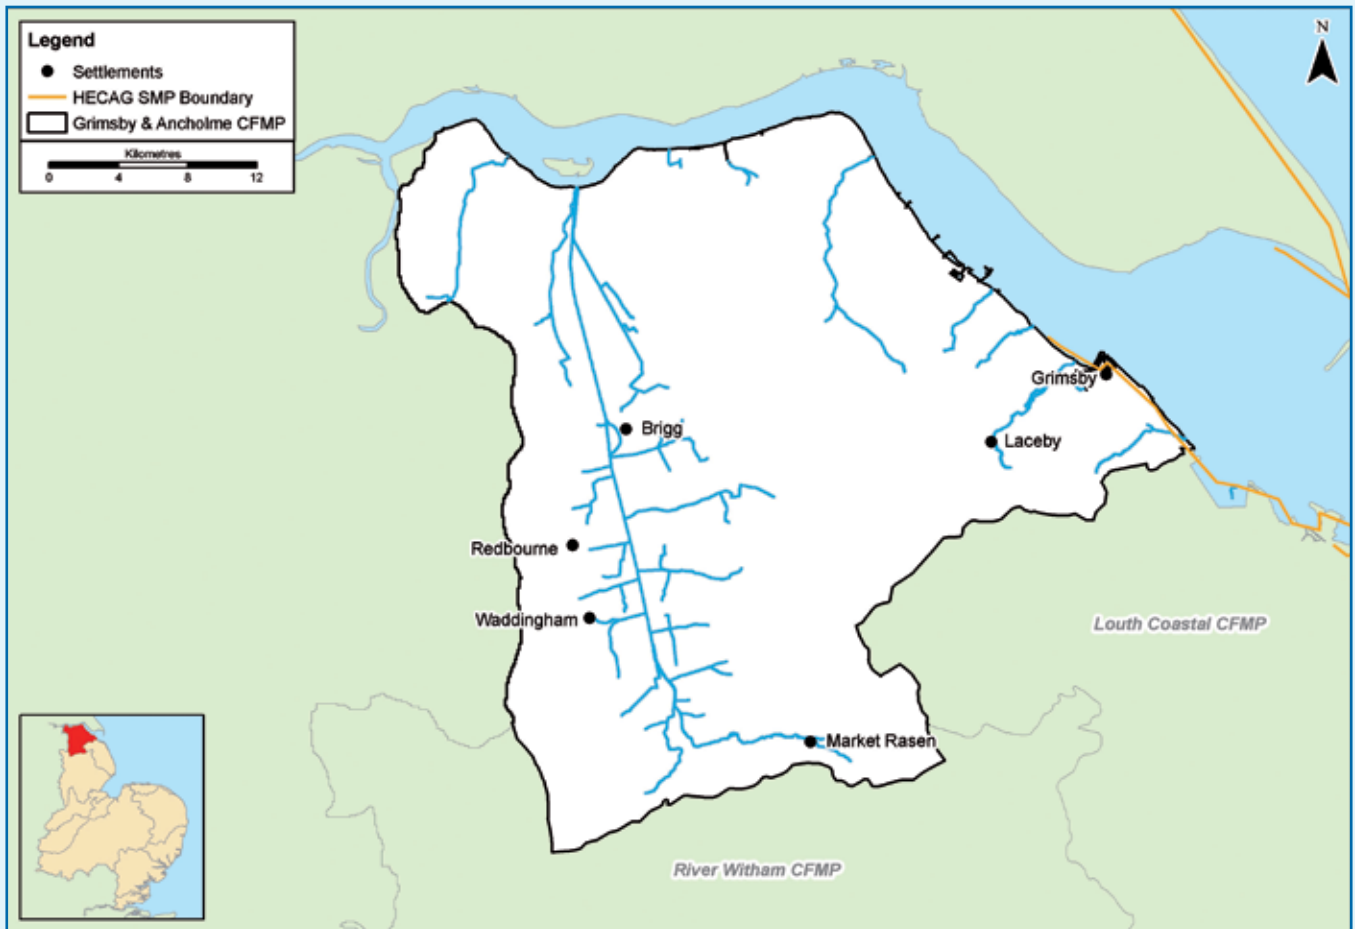 Legend
Settlements
HECAG SMP Boundary
Grimsby & Ancholme CFMP
Kilometres
0 4 8 12
N
Grimsby
Laceby
Brigg
Redbourne
Waddingham
Louth Coastal CFMP
Market Rasen
River Witham CFMP